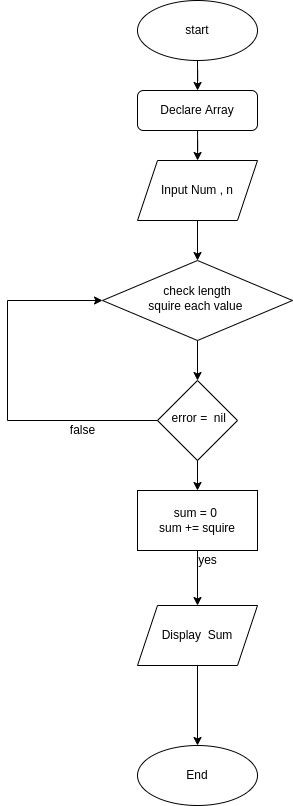 start
Declare Array
Input Num , n
check length
squire each value
error = nil
false
sum = 0
sum += squire
yes
Display Sum
End